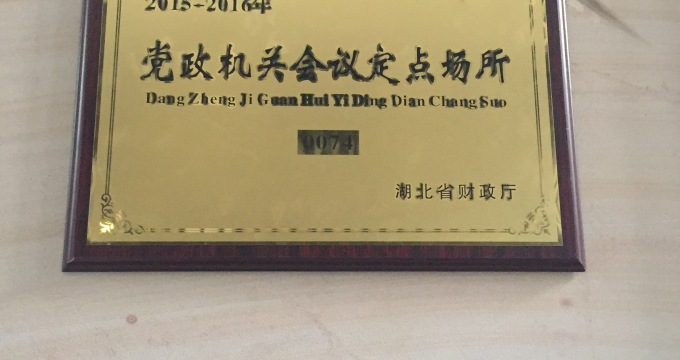 2015-2016年
党政机关会议定点场所
Dang Zheng Ji Guan Hui Yi Ding Dian Chang Suo
0074
湖北省财政厅